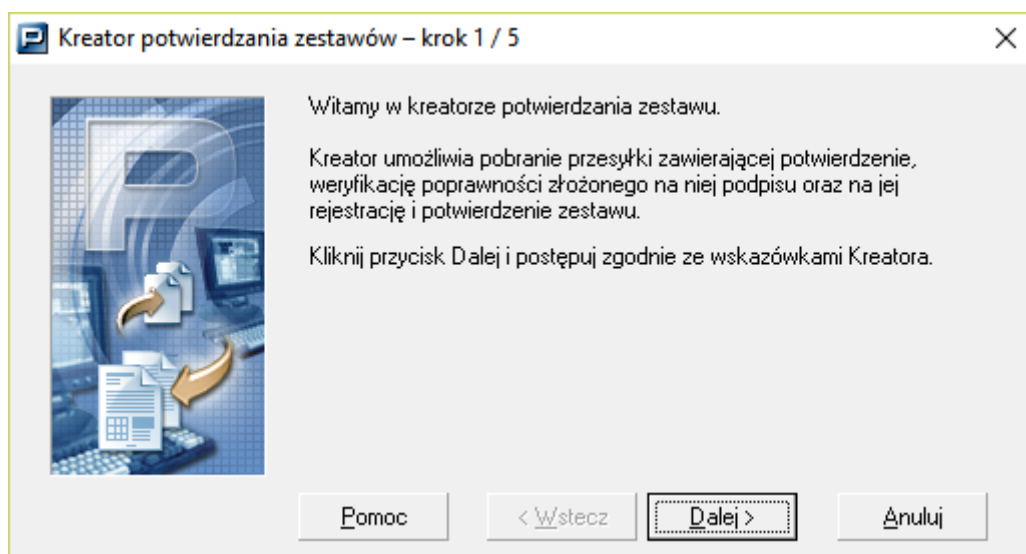 Kreator potwierdzania zestawów – krok 1 / 5
Witamy w kreatorze potwierdzania zestawu.
Kreator umożliwia pobranie przesyłki zawierającej potwierdzenie,
weryfikację poprawności złożonego na niej podpisu oraz na jej
rejestrację i potwierdzenie zestawu.
Kliknij przycisk Dalej i postępuj zgodnie ze wskazówkami Kreatora.
Pomoc
< Wstecz
Dalej >
Anuluj